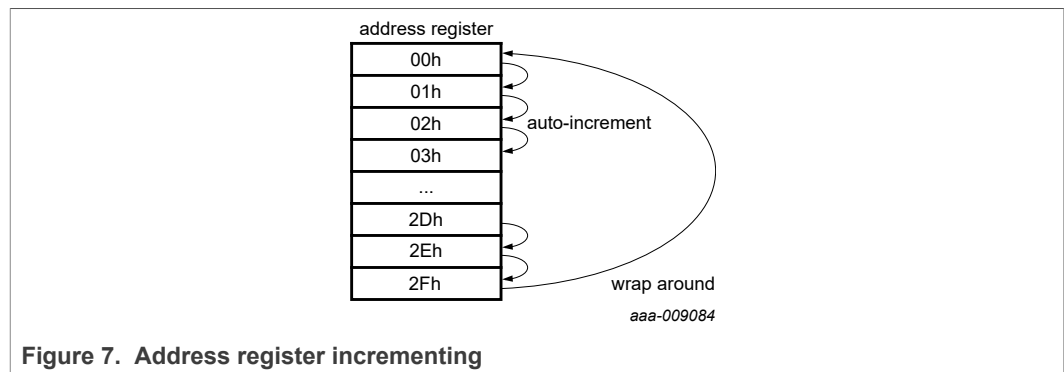 address register
00h
01h
02h
auto-increment
03h
...
2Dh
2Eh
2Fh
wrap around
aaa-009084
Figure 7. Address register incrementing